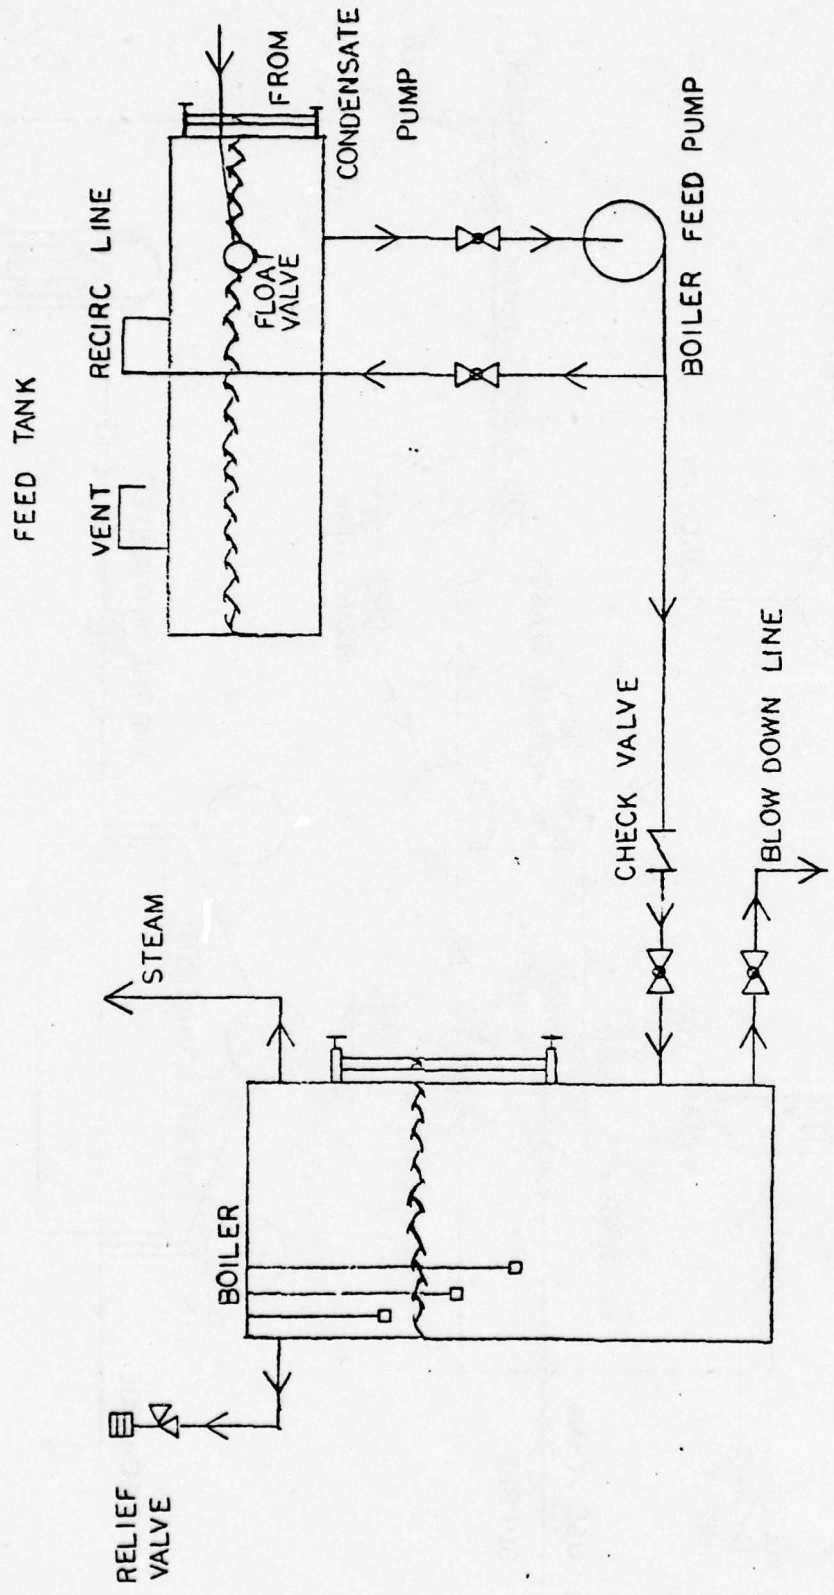 FEED TANK
VENT
RECIRC LINE
FLOAT
VALVE
FROM
CONDENSATE
PUMP
BOILER FEED PUMP
STEAM
CHECK VALVE
BLOW DOWN LINE
BOILER
RELIEF
VALVE